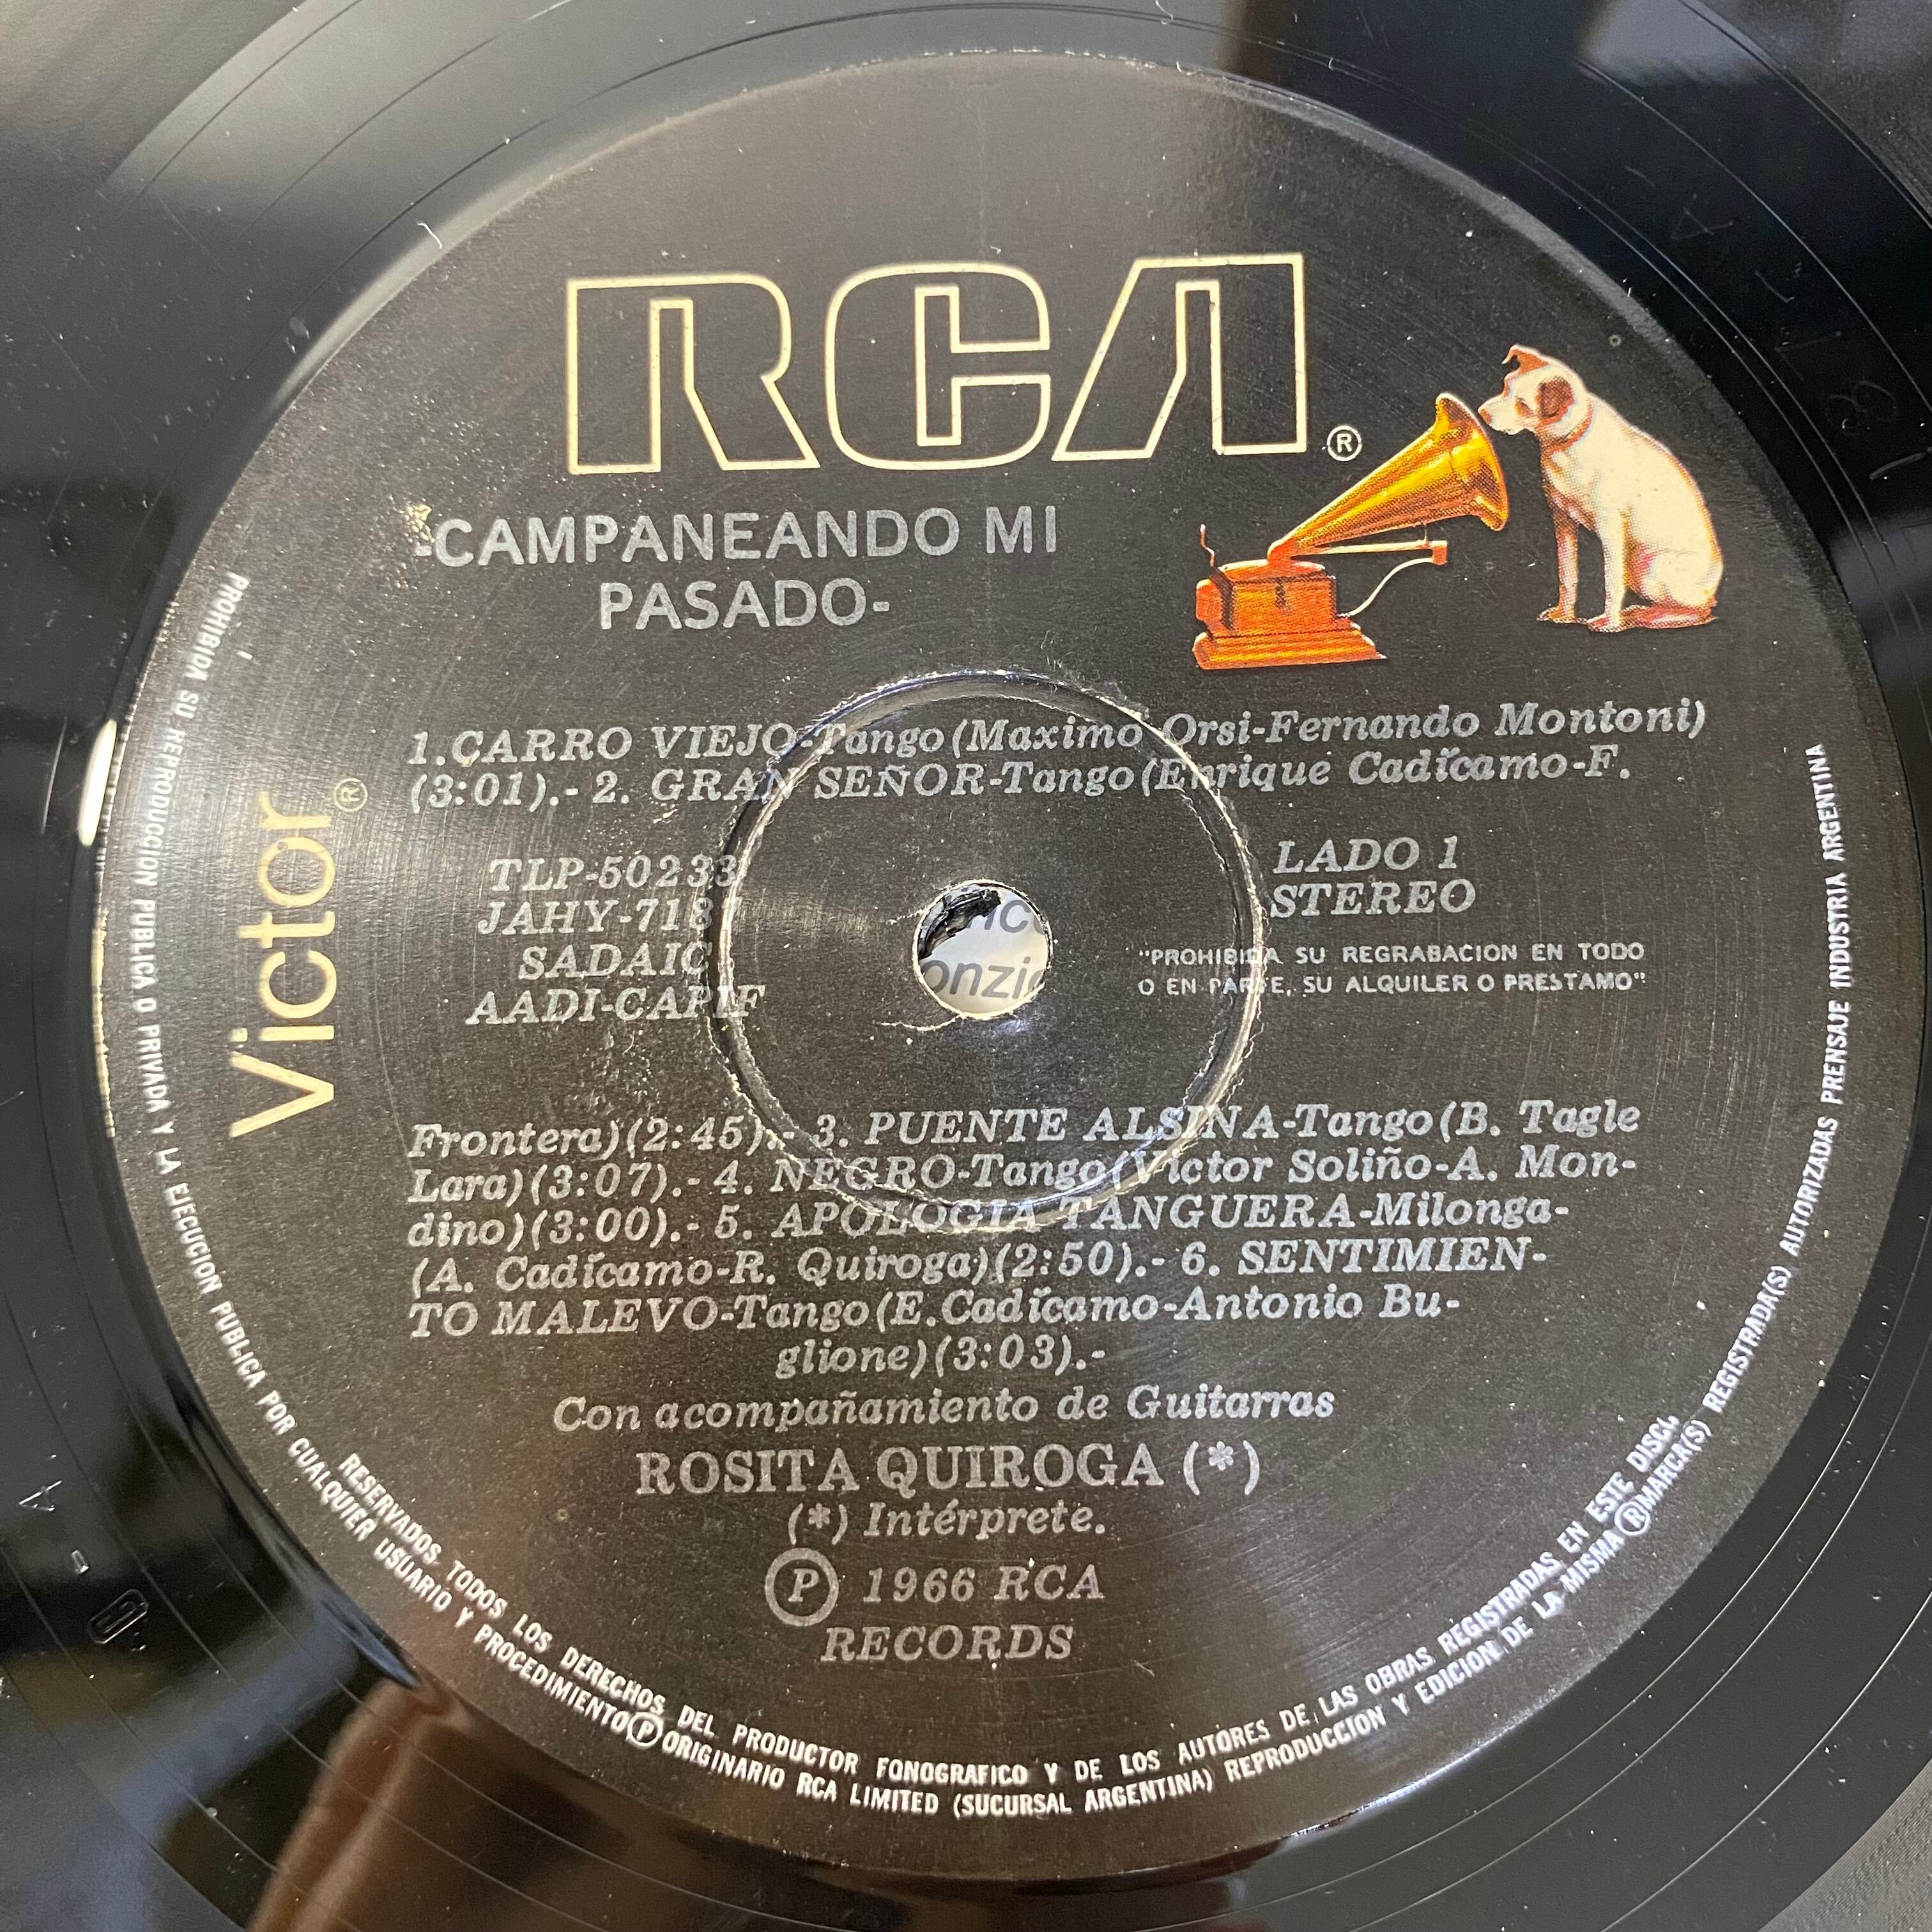 RCA®
-CAMPANEANDO MI
PASADO-
Victor®
1.CARRO VIEJO-Tango(Maximo Orsi-Fernando Montoni)
(3:01).- 2. GRAN SEÑOR-Tango(Enrique Cadícamo-F.
TLP-50233
JAHY-7187
SADAIC
AADI-CAPIF
LADO 1
STEREO
"PROHIBIDA SU REGRABACION EN TODO
O EN PARTE, SU ALQUILER O PRESTAMO"
Frontera)(2:45).- 3. PUENTE ALSINA-Tango(B. Tagle
Lara)(3:07).- 4. NEGRO-Tango(Victor Soliño-A. Mon-
dino)(3:00).- 5. APOLOGIA TANGUERA-Milonga-
(A. Cadícamo-R. Quiroga)(2:50).- 6. SENTIMIEN-
TO MALEVO-Tango(E.Cadícamo-Antonio Bu-
glione)(3:03).-
Con acompañamiento de Guitarras
ROSITA QUIROGA (*)
(*) Intérprete.
Ⓟ 1966 RCA
RECORDS
RESERVADOS TODOS LOS DERECHOS DEL PRODUCTOR FONOGRAFICO Y DE LOS AUTORES DE LAS OBRAS REGISTRADAS EN ESTE DISCO.
PROHIBIDA SU REPRODUCCION PUBLICA O PRIVADA Y LA EJECUCION PUBLICA POR CUALQUIER USUARIO Y PROCEDIMIENTO Ⓟ ORIGINARIO RCA LIMITED (SUCURSAL ARGENTINA) REPRODUCCION Y EDICION DE LA MISMA ® MARCA(S) REGISTRADA(S) AUTORIZADAS PRENSAJE INDUSTRIA ARGENTINA